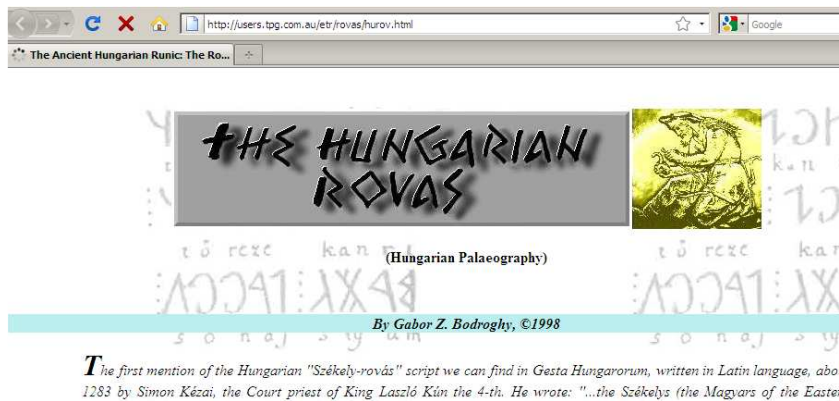 http://users.tpg.com.au/etr/rovas/hurov.html
Google
The Ancient Hungarian Runic: The Ro...
THE HUNGARIAN
ROVAS
(Hungarian Palaeography)
By Gabor Z. Bodroghy, ©1998
The first mention of the Hungarian "Székely-rovás" script we can find in Gesta Hungarorum, written in Latin language, abo
1283 by Simon Kézai, the Court priest of King Laszló Kún the 4-th. He wrote: "...the Székelys (the Magyars of the Easte